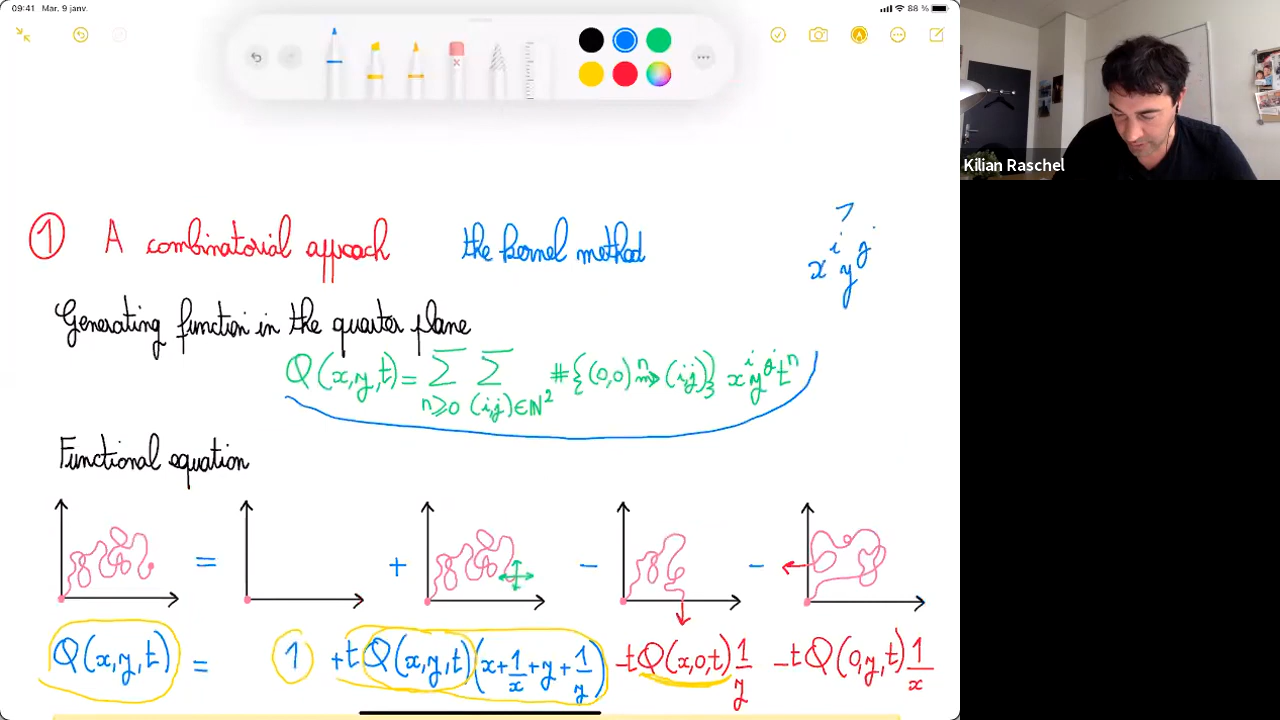 09:41 Mar. 9 janv.
88 %
Kilian Raschel
① A combinatorial approach the kernel method
x^i y^j
Generating function in the quarter plane
Q(x,y,t) = ∑ ∑ #{(0,0) ⇝^n (i,j)} x^i y^j t^n
n⩾0 (i,j)∈ℕ²
Functional equation
= + - -
Q(x,y,t) = 1 +tQ(x,y,t)(x+1/x+y+1/y) -tQ(x,0,t)1/y -tQ(0,y,t)1/x